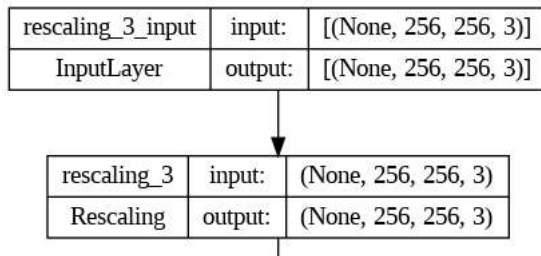 rescaling_3_input input: [(None, 256, 256, 3)]
InputLayer output: [(None, 256, 256, 3)]
rescaling_3 input: (None, 256, 256, 3)
Rescaling output: (None, 256, 256, 3)